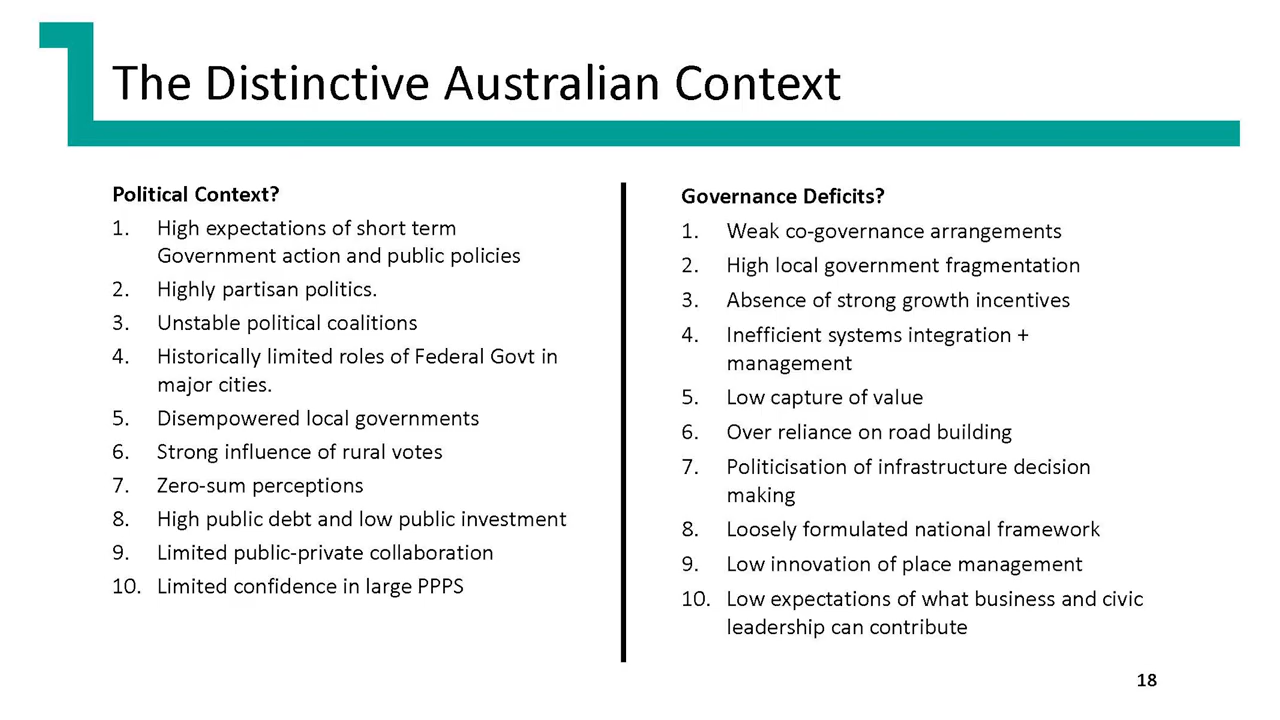 The Distinctive Australian Context
Political Context?
1. High expectations of short term
Government action and public policies
2. Highly partisan politics.
3. Unstable political coalitions
4. Historically limited roles of Federal Govt in
major cities.
5. Disempowered local governments
6. Strong influence of rural votes
7. Zero-sum perceptions
8. High public debt and low public investment
9. Limited public-private collaboration
10. Limited confidence in large PPPS
Governance Deficits?
1. Weak co-governance arrangements
2. High local government fragmentation
3. Absence of strong growth incentives
4. Inefficient systems integration +
management
5. Low capture of value
6. Over reliance on road building
7. Politicisation of infrastructure decision
making
8. Loosely formulated national framework
9. Low innovation of place management
10. Low expectations of what business and civic
leadership can contribute
18